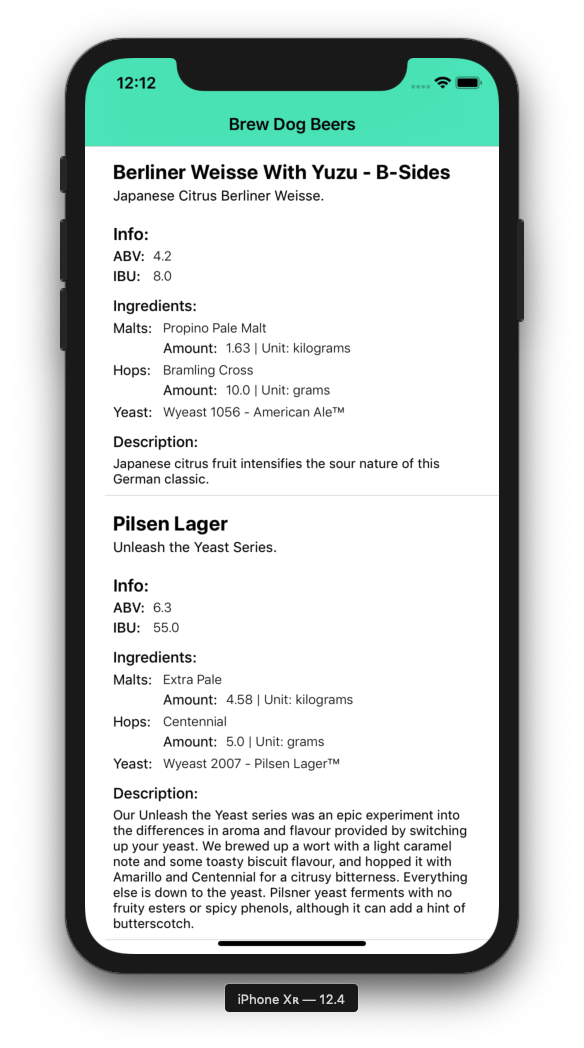 12:12
Brew Dog Beers
Berliner Weisse With Yuzu - B-Sides
Japanese Citrus Berliner Weisse.
Info:
ABV: 4.2
IBU: 8.0
Ingredients:
Malts: Propino Pale Malt
Amount: 1.63 | Unit: kilograms
Hops: Bramling Cross
Amount: 10.0 | Unit: grams
Yeast: Wyeast 1056 - American Ale™
Description:
Japanese citrus fruit intensifies the sour nature of this
German classic.
Pilsen Lager
Unleash the Yeast Series.
Info:
ABV: 6.3
IBU: 55.0
Ingredients:
Malts: Extra Pale
Amount: 4.58 | Unit: kilograms
Hops: Centennial
Amount: 5.0 | Unit: grams
Yeast: Wyeast 2007 - Pilsen Lager™
Description:
Our Unleash the Yeast series was an epic experiment into
the differences in aroma and flavour provided by switching
up your yeast. We brewed up a wort with a light caramel
note and some toasty biscuit flavour, and hopped it with
Amarillo and Centennial for a citrusy bitterness. Everything
else is down to the yeast. Pilsner yeast ferments with no
fruity esters or spicy phenols, although it can add a hint of
butterscotch.
iPhone Xʀ — 12.4